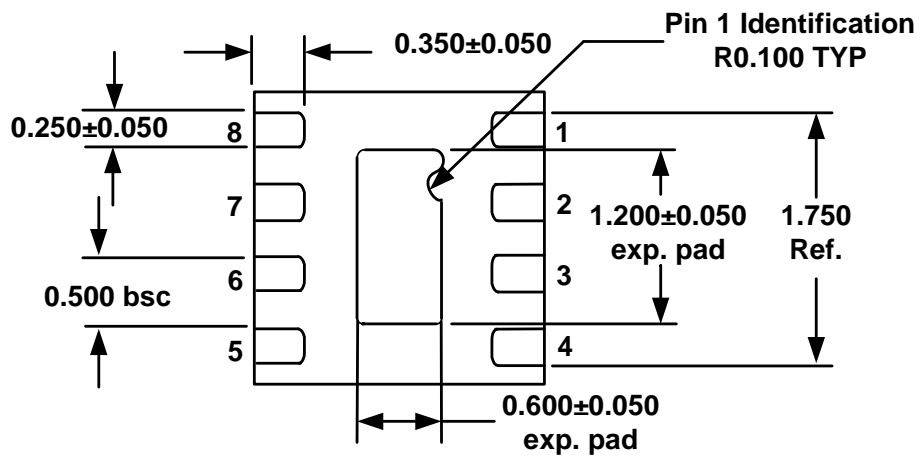 Pin 1 Identification
R0.100 TYP
0.350±0.050
0.250±0.050
8
1
7
2
1.200±0.050
exp. pad
1.750
Ref.
6
3
0.500 bsc
5
4
0.600±0.050
exp. pad